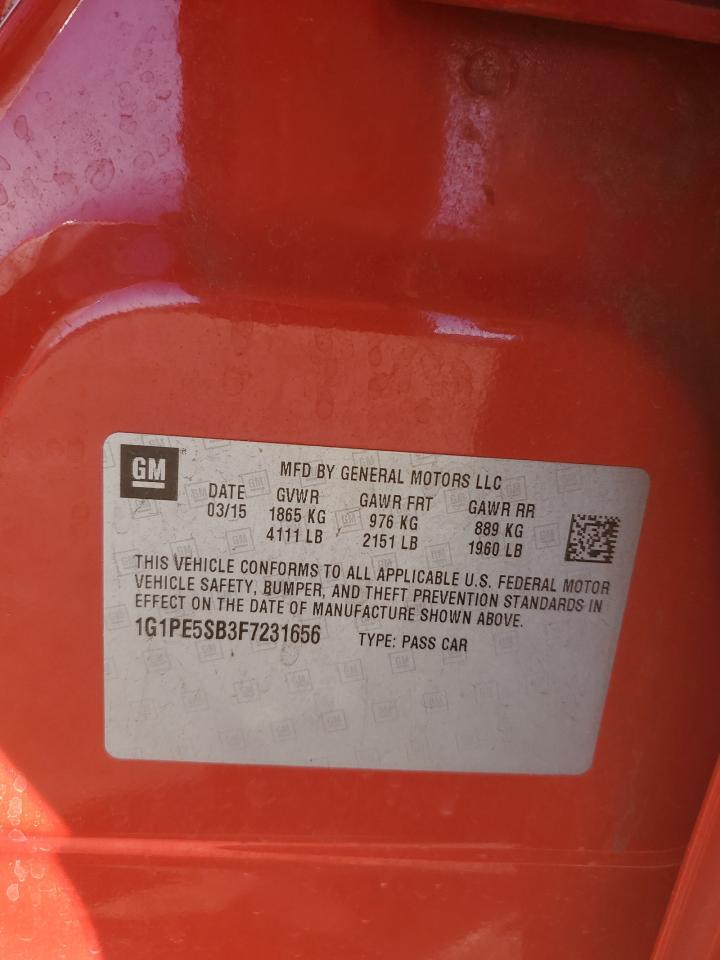 GM
MFD BY GENERAL MOTORS LLC
DATE GVWR GAWR FRT GAWR RR
03/15 1865 KG 976 KG 889 KG
4111 LB 2151 LB 1960 LB
THIS VEHICLE CONFORMS TO ALL APPLICABLE U.S. FEDERAL MOTOR
VEHICLE SAFETY, BUMPER, AND THEFT PREVENTION STANDARDS IN
EFFECT ON THE DATE OF MANUFACTURE SHOWN ABOVE.
1G1PE5SB3F7231656 TYPE: PASS CAR